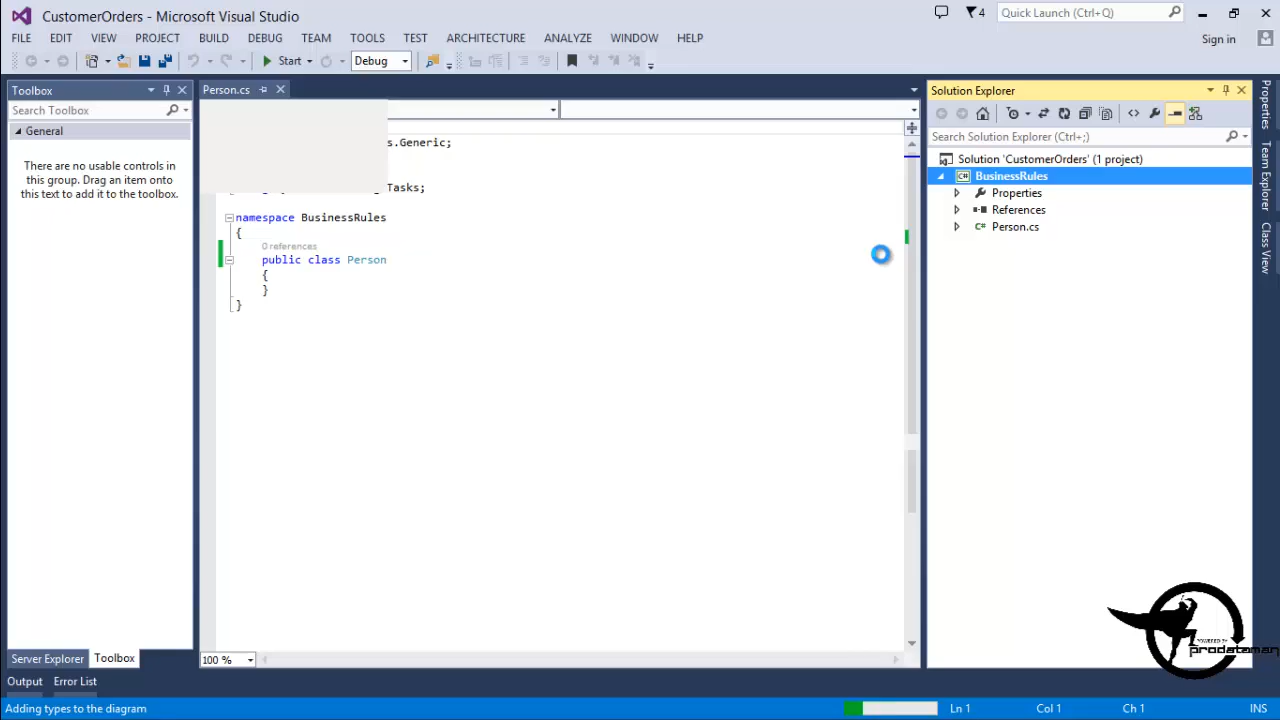 CustomerOrders - Microsoft Visual Studio
4
Quick Launch (Ctrl+Q)
FILE EDIT VIEW PROJECT BUILD DEBUG TEAM TOOLS TEST ARCHITECTURE ANALYZE WINDOW HELP
Sign in
Start
Debug
Toolbox
Search Toolbox
General
There are no usable controls in
this group. Drag an item onto
this text to add it to the toolbox.
Server Explorer
Toolbox
Output
Error List
Person.cs
s.Generic;
Tasks;
namespace BusinessRules
{
0 references
public class Person
{
}
}
100 %
Solution Explorer
Search Solution Explorer (Ctrl+;)
Solution 'CustomerOrders' (1 project)
C# BusinessRules
Properties
References
C# Person.cs
Properties
Team Explorer
Class View
POWERED BY
prodataman
Adding types to the diagram
Ln 1
Col 1
Ch 1
INS